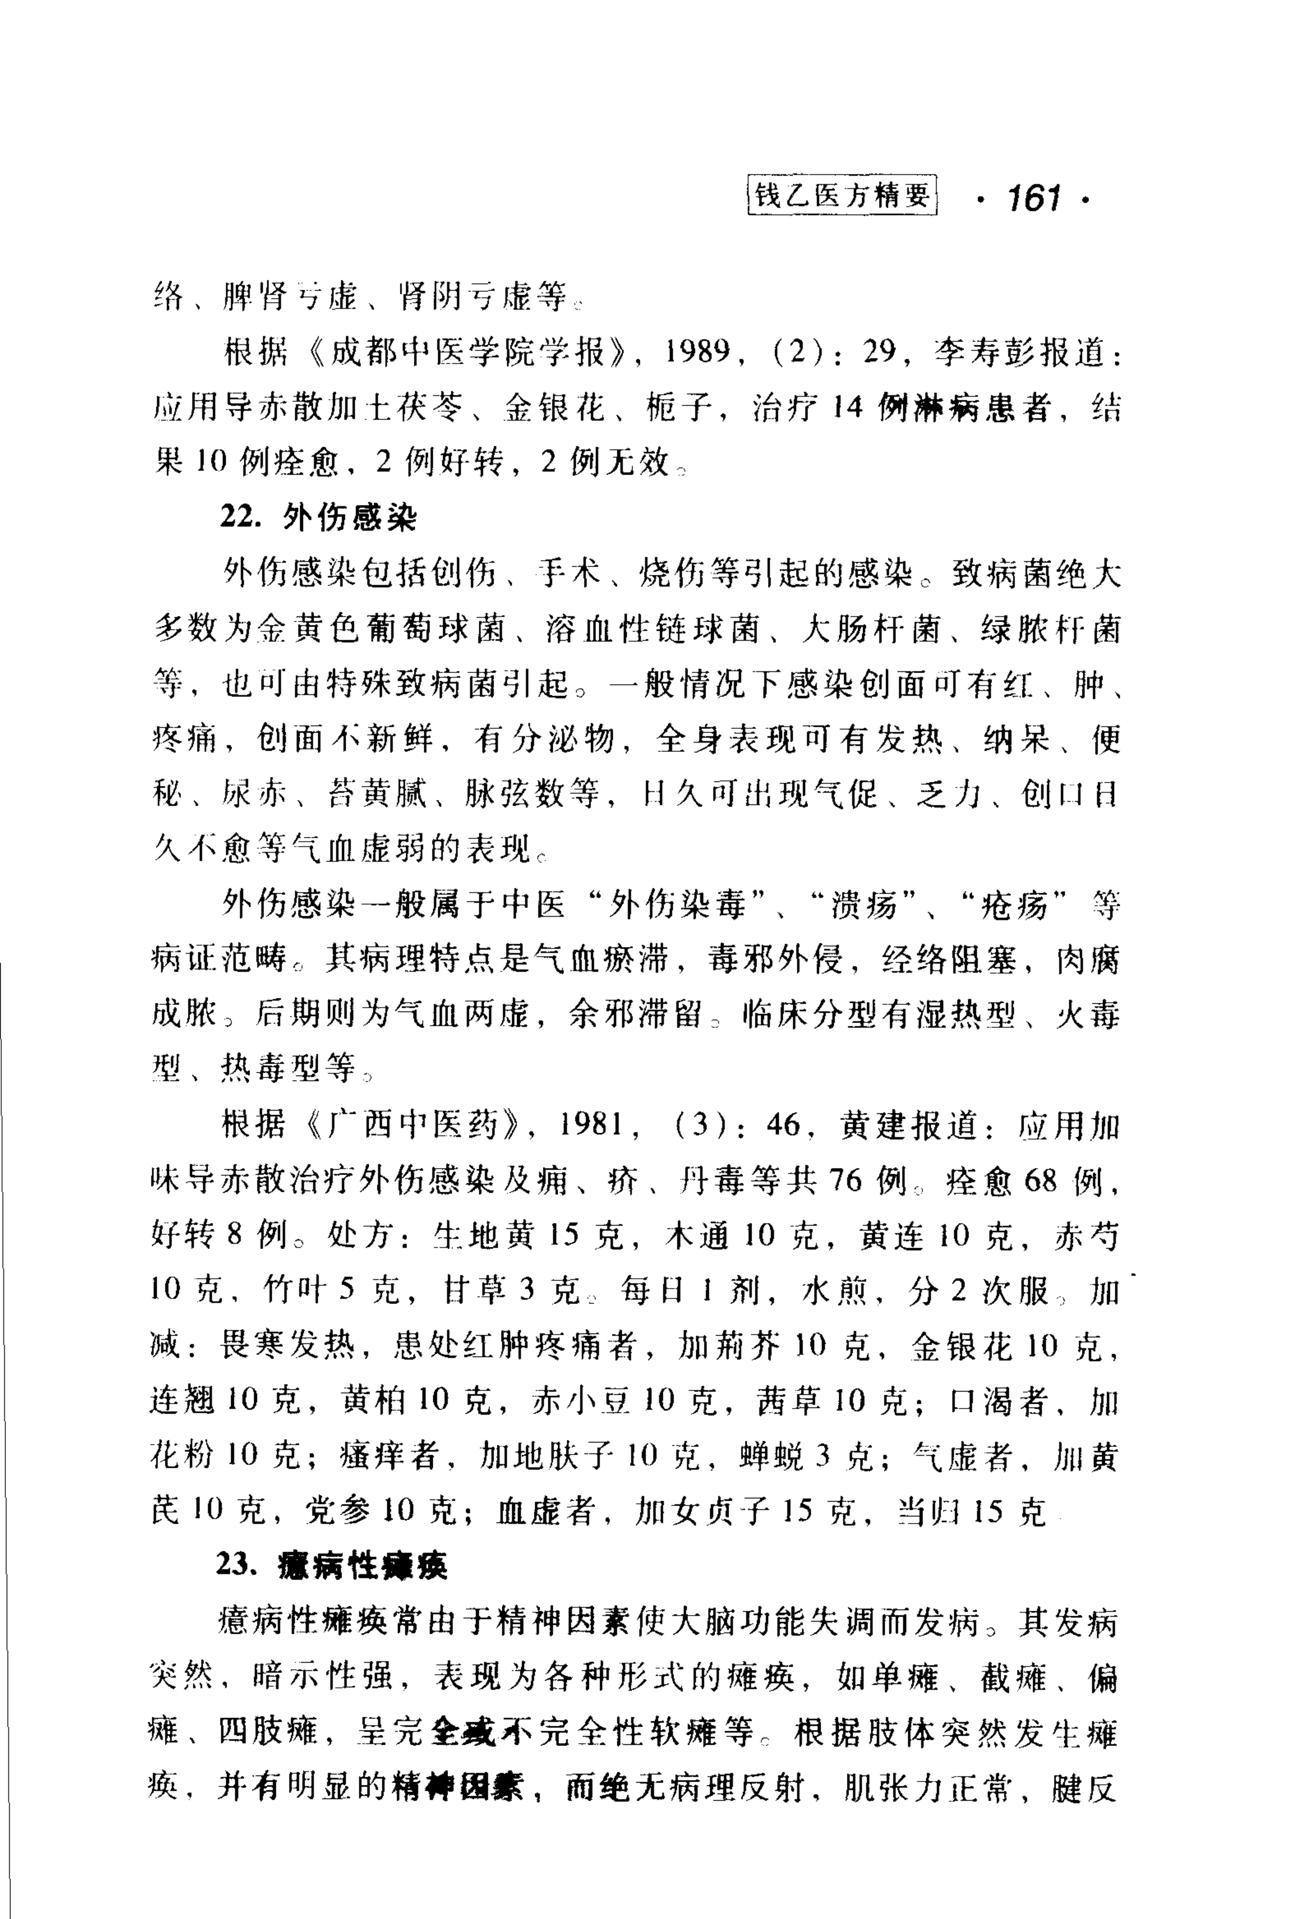 钱乙医方精要 · 161 ·
络、脾肾亏虚、肾阴亏虚等。
根据《成都中医学院学报》，1989，（2）：29，李寿彭报道：
应用导赤散加土茯苓、金银花、栀子，治疗 14 例淋病患者，结
果 10 例痊愈，2 例好转，2 例无效。
22. 外伤感染
外伤感染包括创伤、手术、烧伤等引起的感染。致病菌绝大
多数为金黄色葡萄球菌、溶血性链球菌、大肠杆菌、绿脓杆菌
等，也可由特殊致病菌引起。一般情况下感染创面可有红、肿、
疼痛，创面不新鲜，有分泌物，全身表现可有发热、纳呆、便
秘、尿赤、苔黄腻、脉弦数等，日久可出现气促、乏力、创口日
久不愈等气血虚弱的表现。
外伤感染一般属于中医“外伤染毒”、“溃疡”、“疮疡”等
病证范畴。其病理特点是气血瘀滞，毒邪外侵，经络阻塞，肉腐
成脓。后期则为气血两虚，余邪滞留。临床分型有湿热型、火毒
型、热毒型等。
根据《广西中医药》，1981，（3）：46，黄建报道：应用加
味导赤散治疗外伤感染及痈、疥、丹毒等共 76 例。痊愈 68 例，
好转 8 例。处方：生地黄 15 克，木通 10 克，黄连 10 克，赤芍
10 克，竹叶 5 克，甘草 3 克。每日 1 剂，水煎，分 2 次服。加
减：畏寒发热，患处红肿疼痛者，加荊芥 10 克，金银花 10 克，
连翘 10 克，黄柏 10 克，赤小豆 10 克，茜草 10 克；口渴者，加
花粉 10 克；瘙痒者，加地肤子 10 克，蝉蜕 3 克；气虚者，加黄
芪 10 克，党参 10 克；血虚者，加女贞子 15 克，当归 15 克
23. 癔病性瘫痪
癔病性瘫痪常由于精神因素使大脑功能失调而发病。其发病
突然，暗示性强，表现为各种形式的瘫痪，如单瘫、截瘫、偏
瘫、四肢瘫，呈完全或不完全性软瘫等。根据肢体突然发生瘫
痪，并有明显的精神因素，而绝无病理反射，肌张力正常，腱反